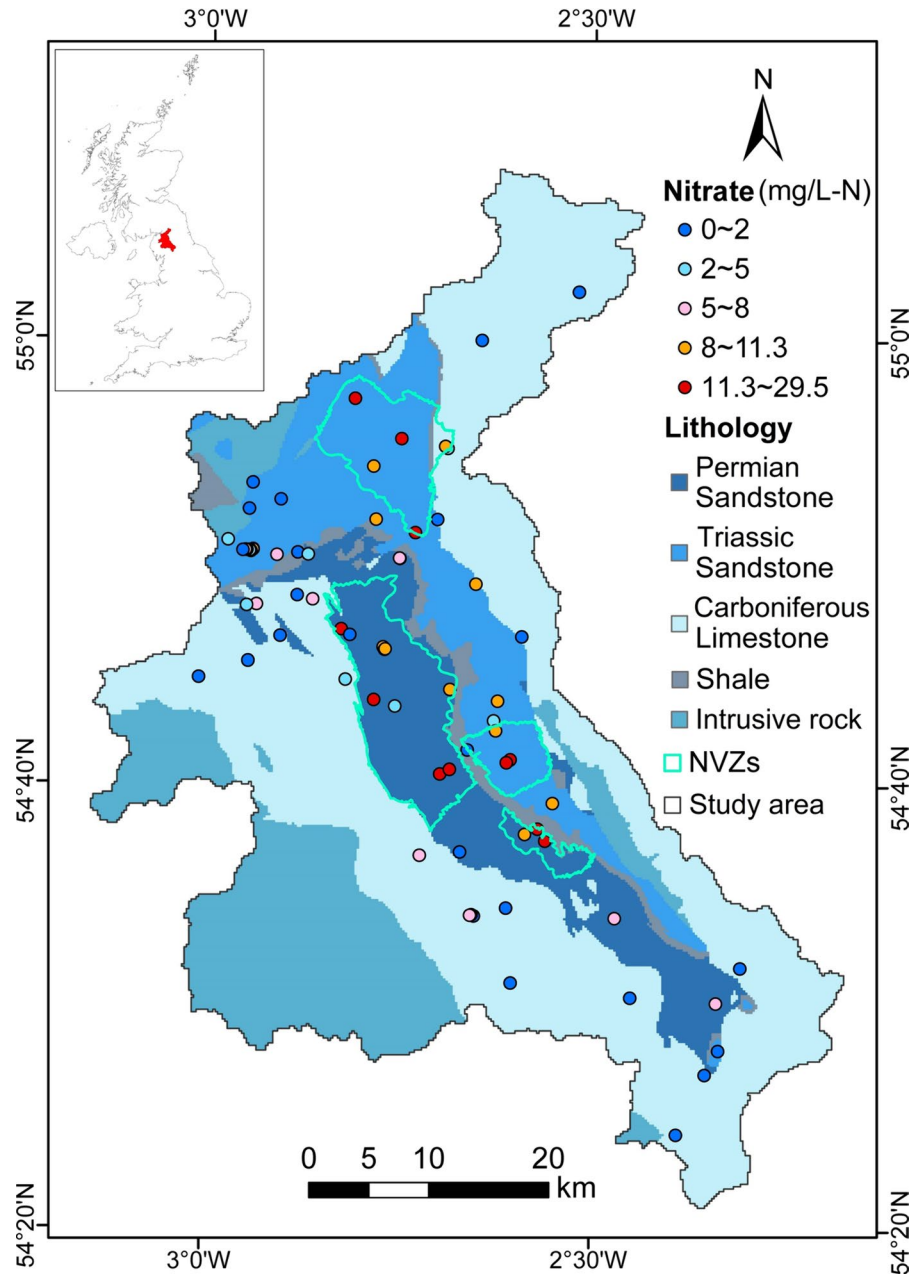 3°0'W 2°30'W
N
Nitrate (mg/L-N)
0~2
2~5
5~8
8~11.3
11.3~29.5
Lithology
Permian
Sandstone
Triassic
Sandstone
Carboniferous
Limestone
Shale
Intrusive rock
NVZs
Study area
55°0'N 55°0'N
54°40'N 54°40'N
0 5 10 20
km
54°20'N 54°20'N
3°0'W 2°30'W